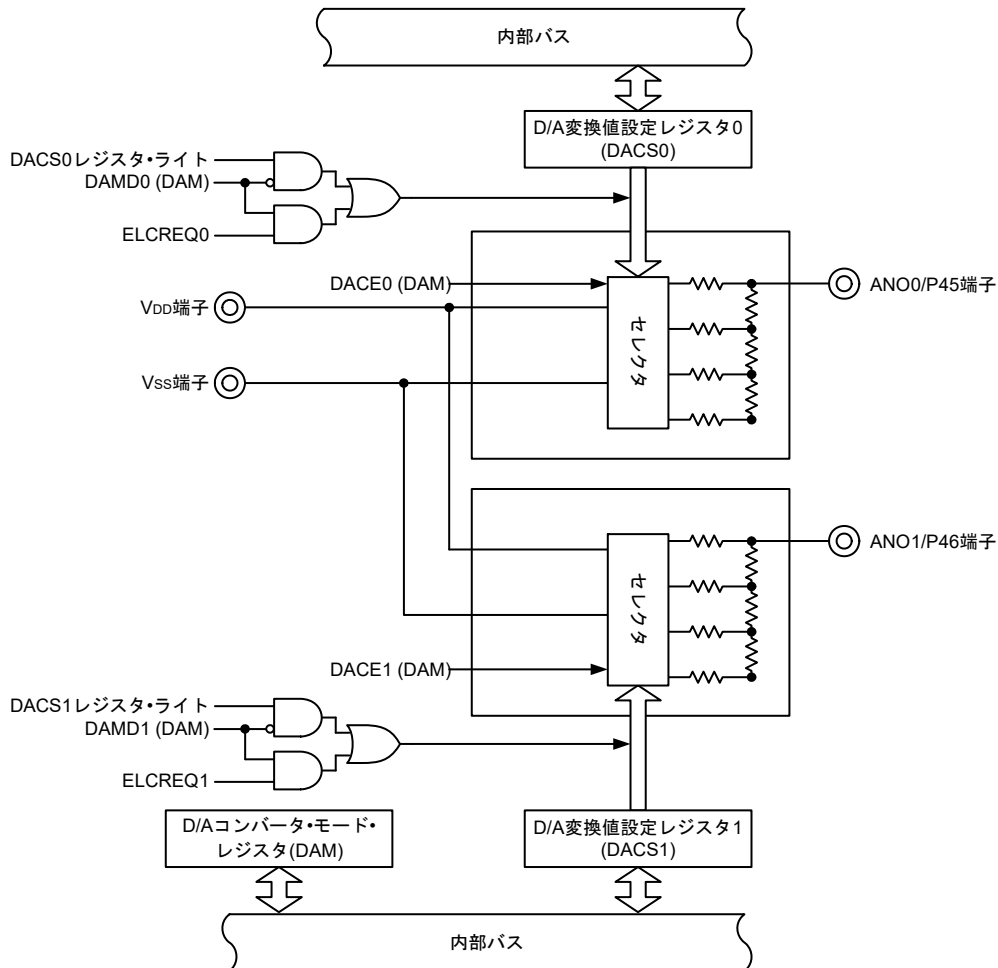 内部バス
D/A変換値設定レジスタ0
(DACS0)
DACS0レジスタ・ライト
DAMD0 (DAM)
ELCREQ0
DACE0 (DAM)
VDD端子
VSS端子
セレクタ
ANO0/P45端子
セレクタ
ANO1/P46端子
DACE1 (DAM)
DACS1レジスタ・ライト
DAMD1 (DAM)
ELCREQ1
D/Aコンバータ・モード・
レジスタ(DAM)
D/A変換値設定レジスタ1
(DACS1)
内部バス